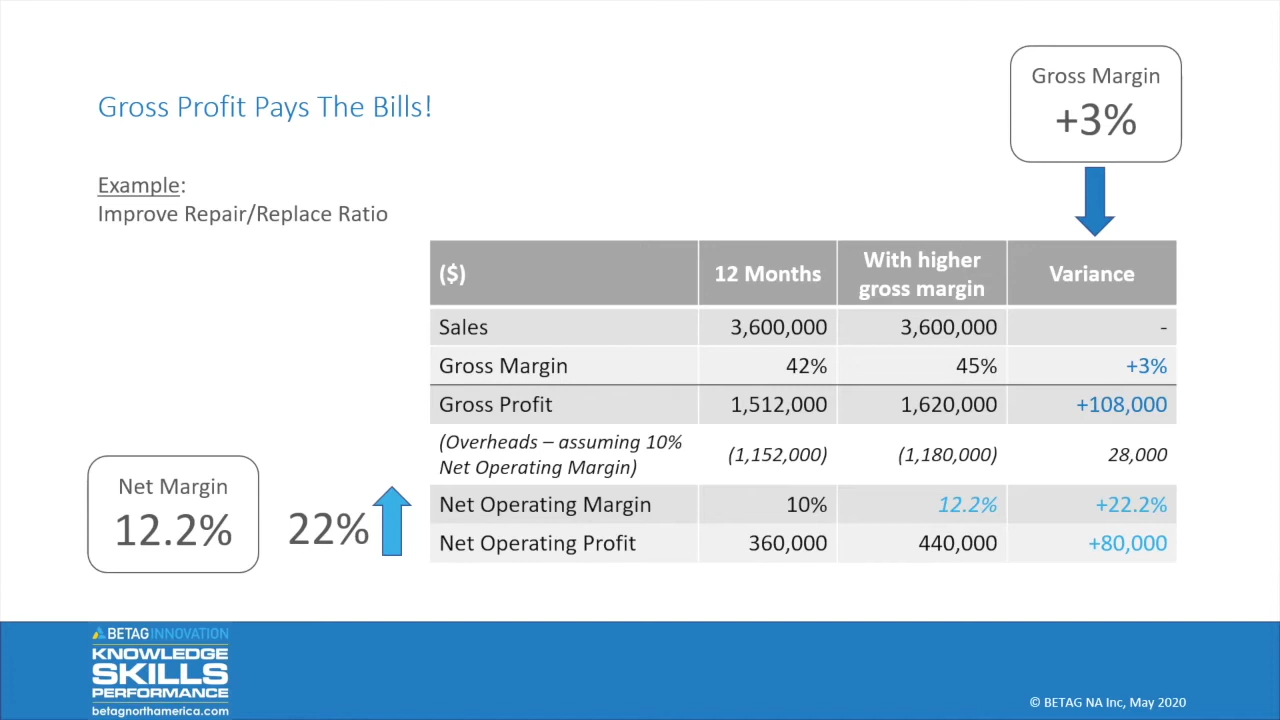 Gross Margin
+3%
Gross Profit Pays The Bills!
Example:
Improve Repair/Replace Ratio
($) 12 Months With higher gross margin Variance
Sales 3,600,000 3,600,000 -
Gross Margin 42% 45% +3%
Gross Profit 1,512,000 1,620,000 +108,000
(Overheads – assuming 10%
Net Operating Margin) (1,152,000) (1,180,000) 28,000
Net Operating Margin 10% 12.2% +22.2%
Net Operating Profit 360,000 440,000 +80,000
Net Margin
12.2%
22%
BETAG INNOVATION
KNOWLEDGE
SKILLS
PERFORMANCE
betagnorthamerica.com
© BETAG NA Inc, May 2020